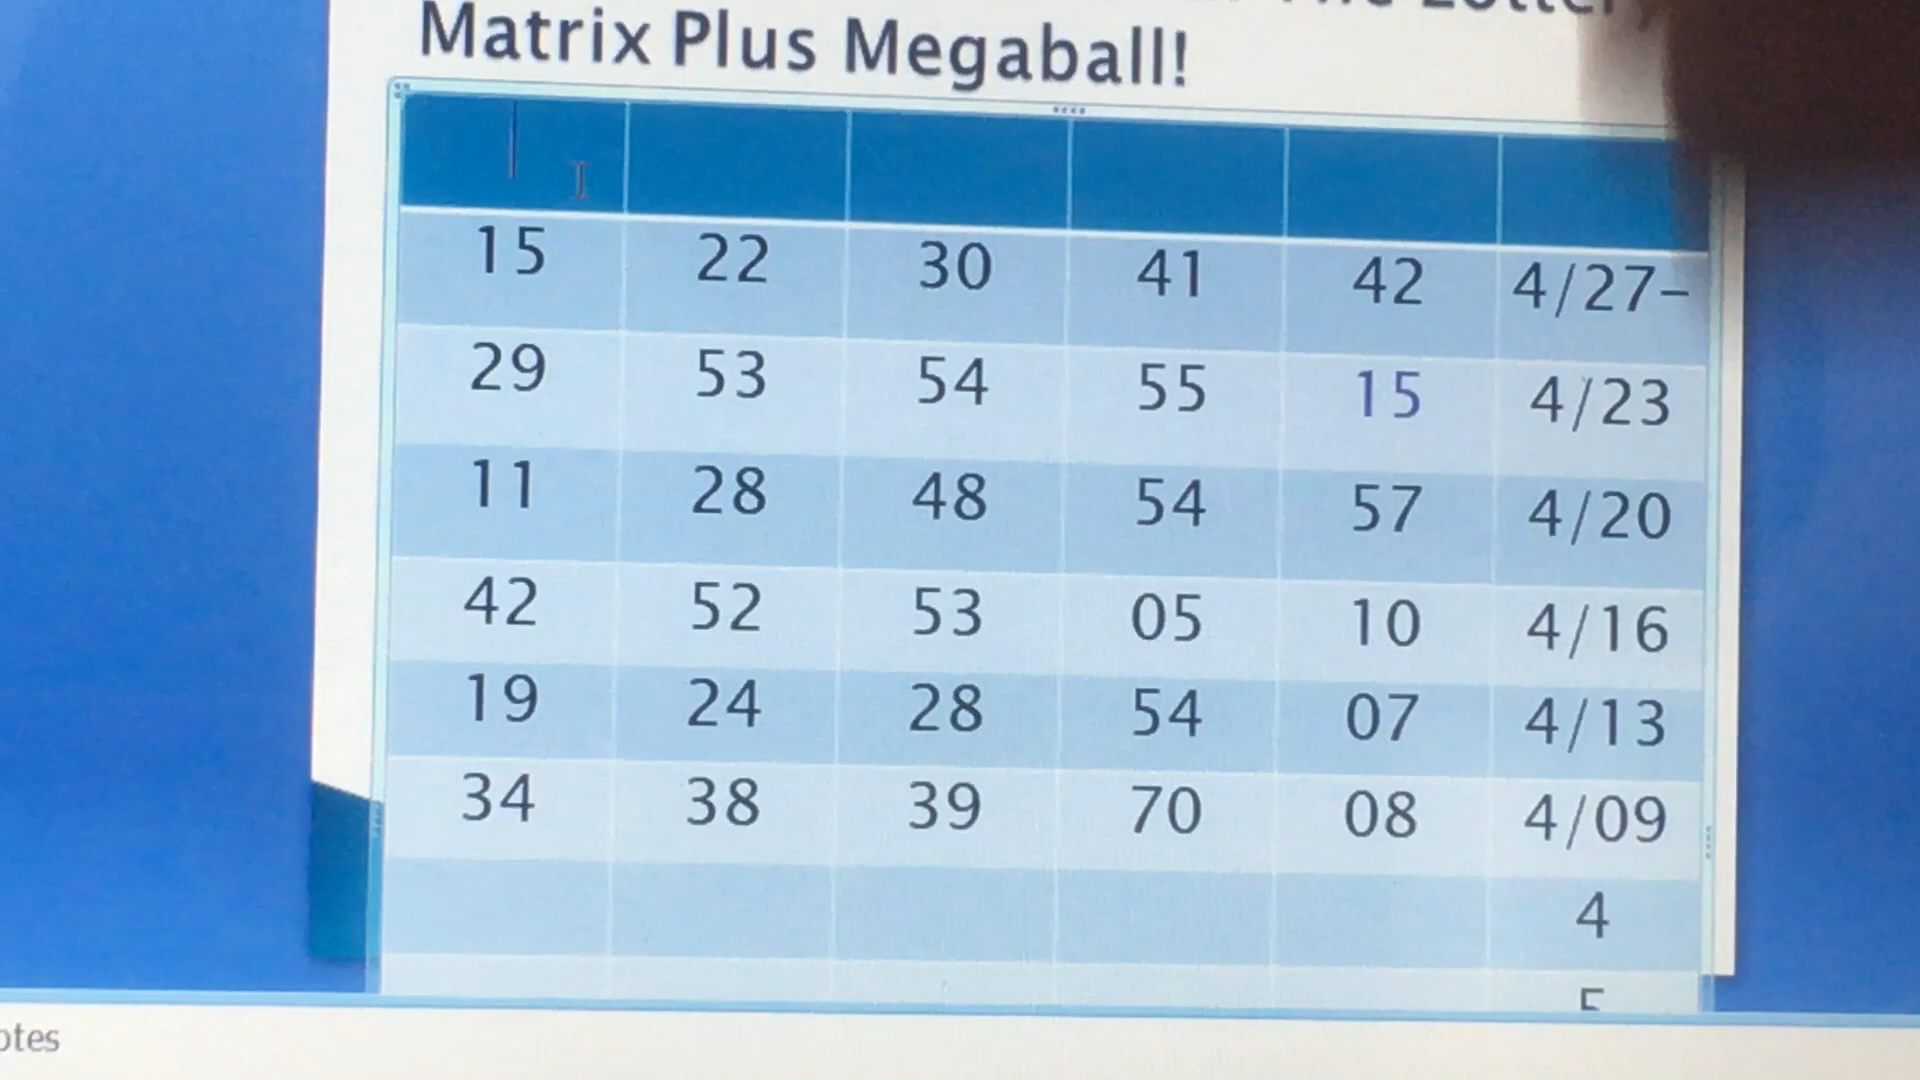 Matrix Plus Megaball!
15 22 30 41 42 4/27-
29 53 54 55 15 4/23
11 28 48 54 57 4/20
42 52 53 05 10 4/16
19 24 28 54 07 4/13
34 38 39 70 08 4/09
4
otes